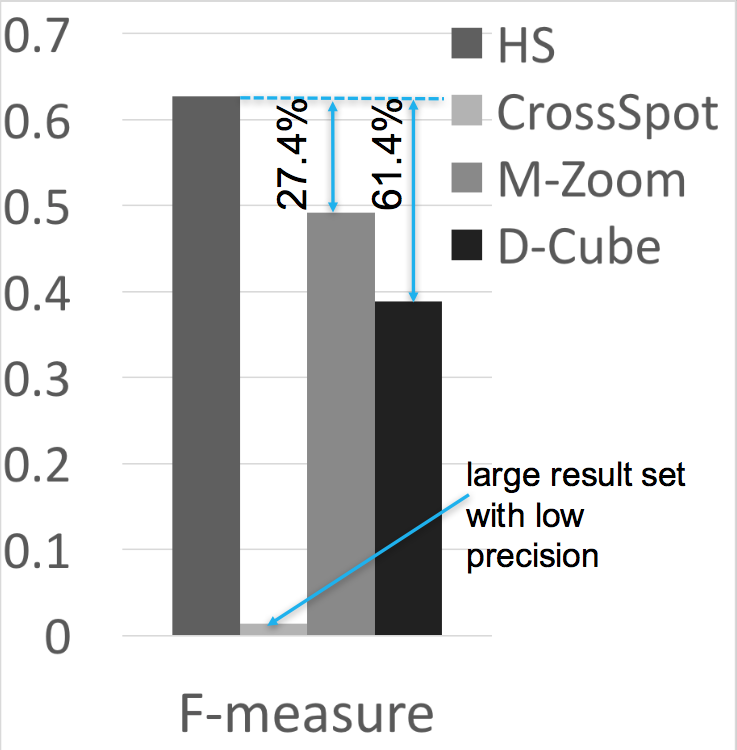 0.7
0.6
0.5
0.4
0.3
0.2
0.1
0
HS
CrossSpot
M-Zoom
D-Cube
27.4%
61.4%
large result set
with low
precision
F-measure